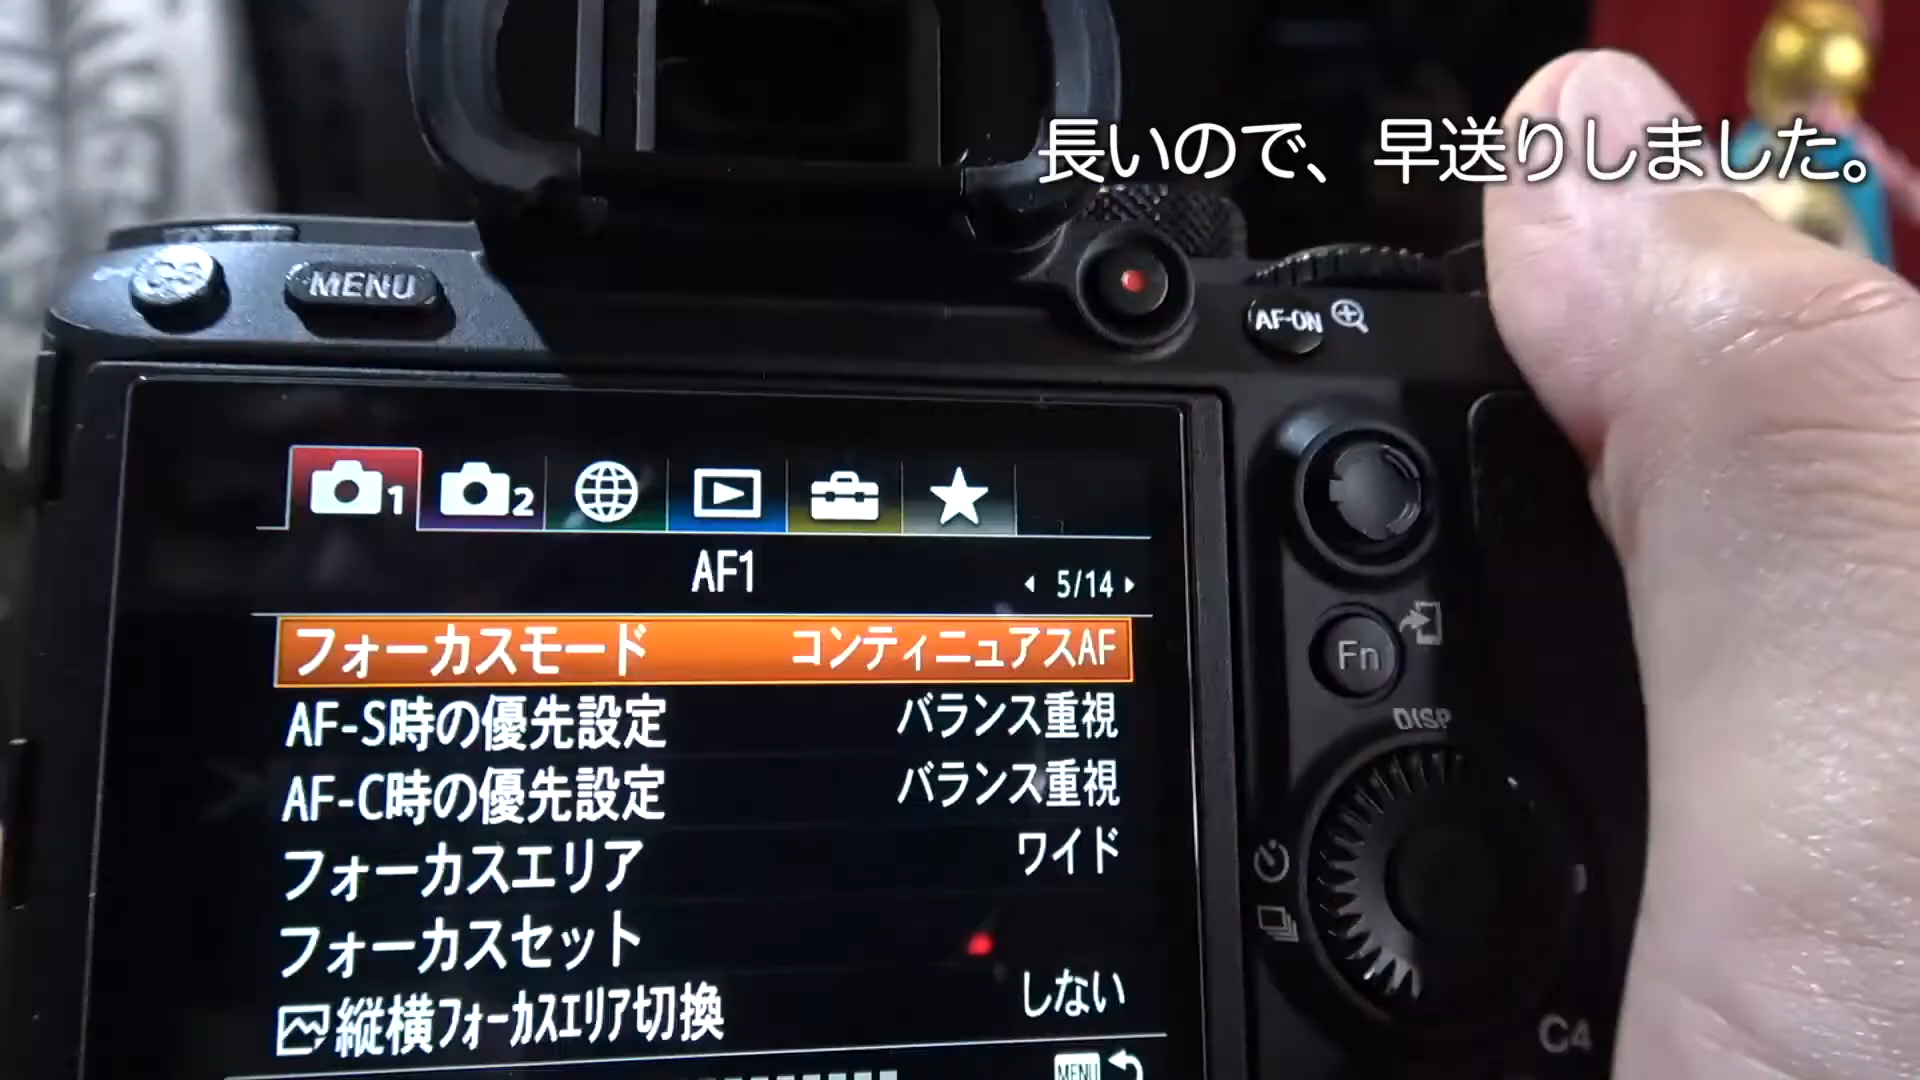 長いので、早送りしました。
MENU
AF-ON
1
2
AF1
5/14
フォーカスモード コンティニュアスAF
AF-S時の優先設定 バランス重視
AF-C時の優先設定 バランス重視
フォーカスエリア ワイド
フォーカスセット
縦横フォーカスエリア切換 しない
MENU
Fn
DISP
C4